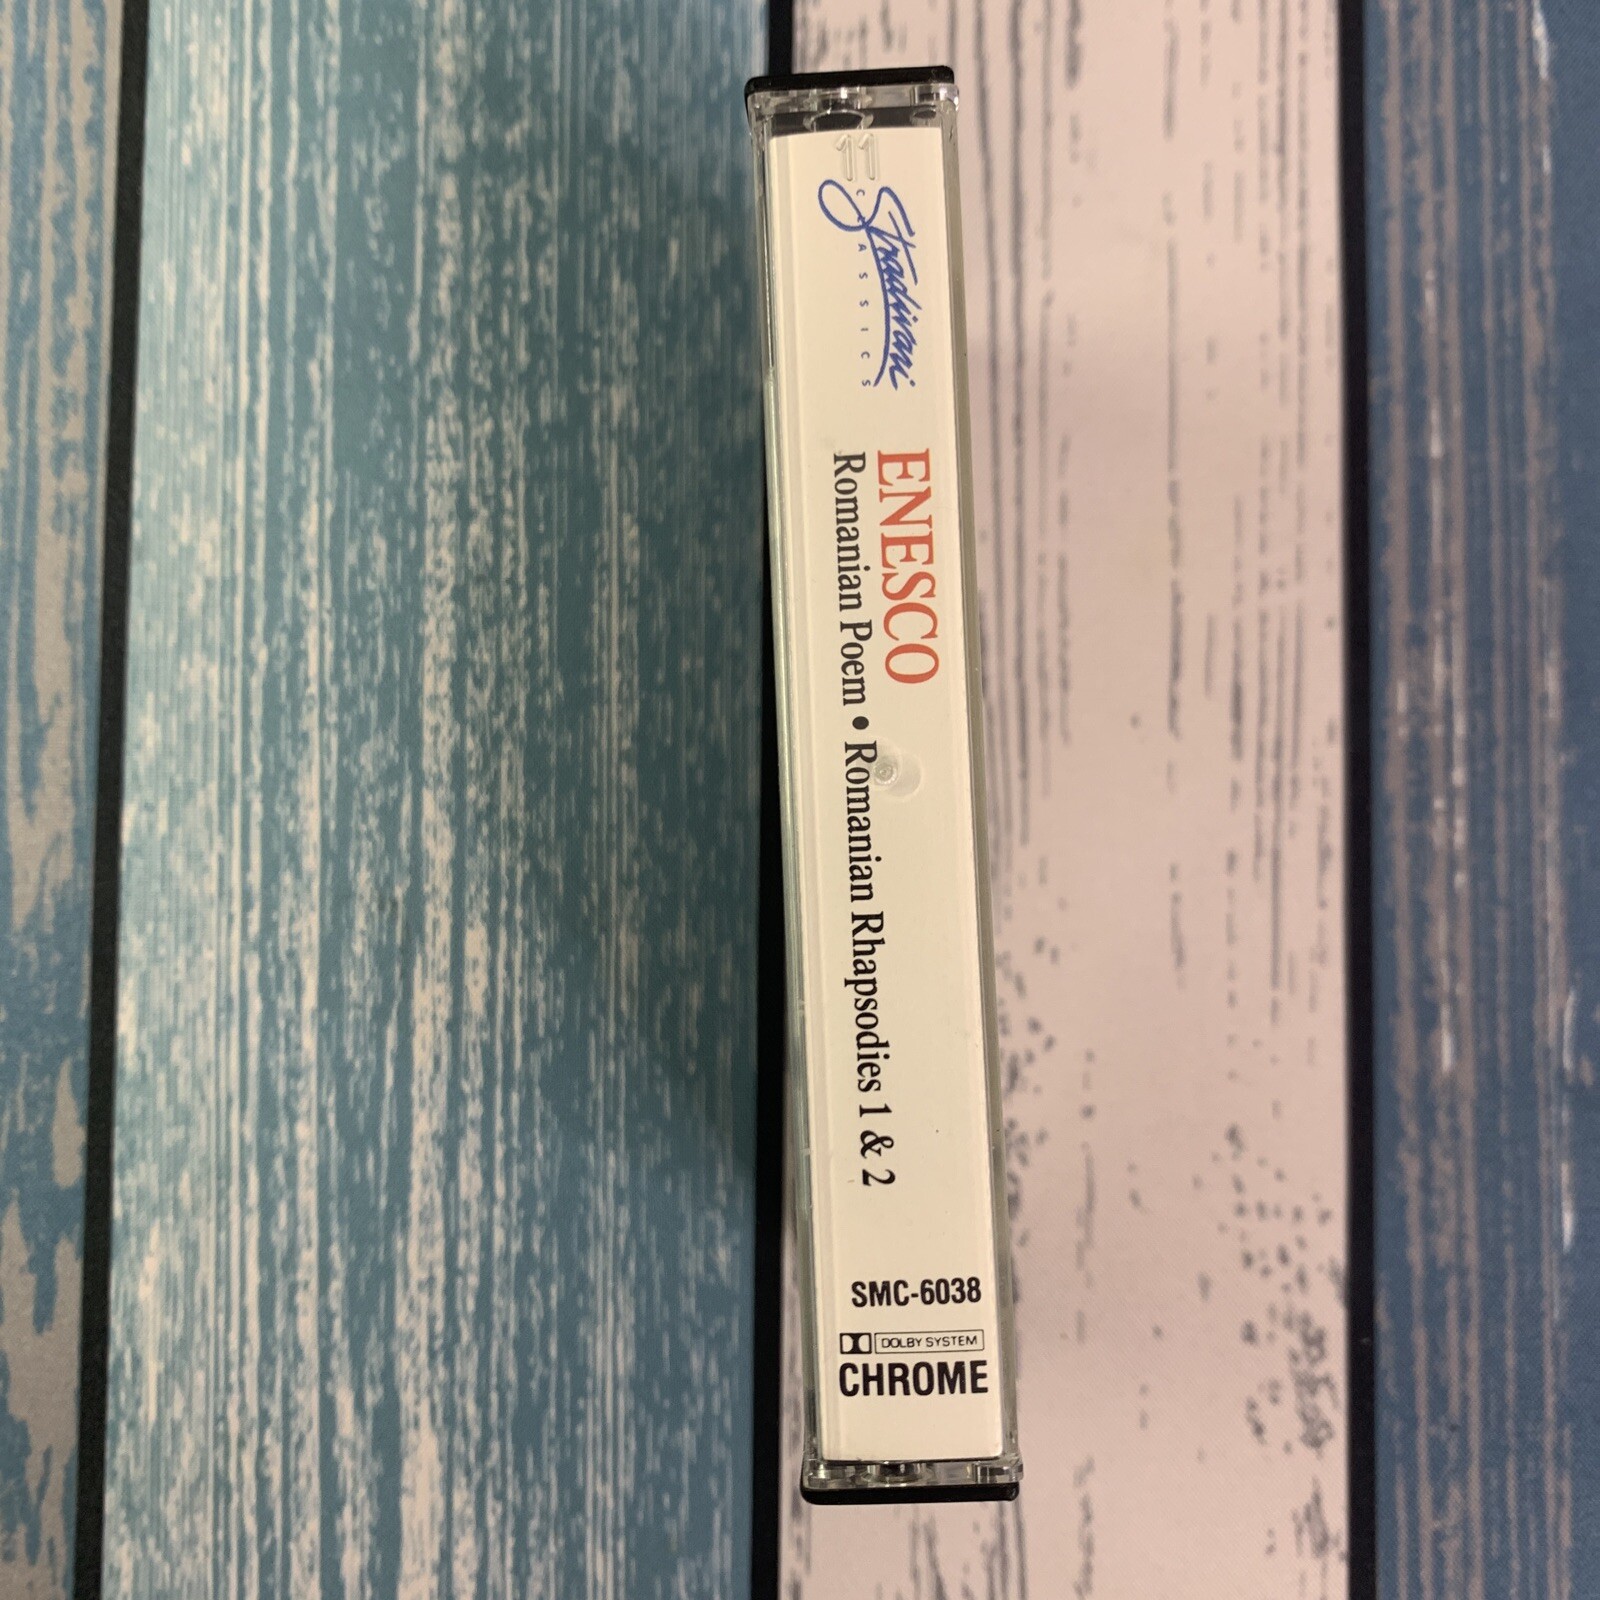 11
Stradivari
CLASSICS
ENESCO
Romanian Poem • Romanian Rhapsodies 1 & 2
SMC-6038
DOLBY SYSTEM
CHROME